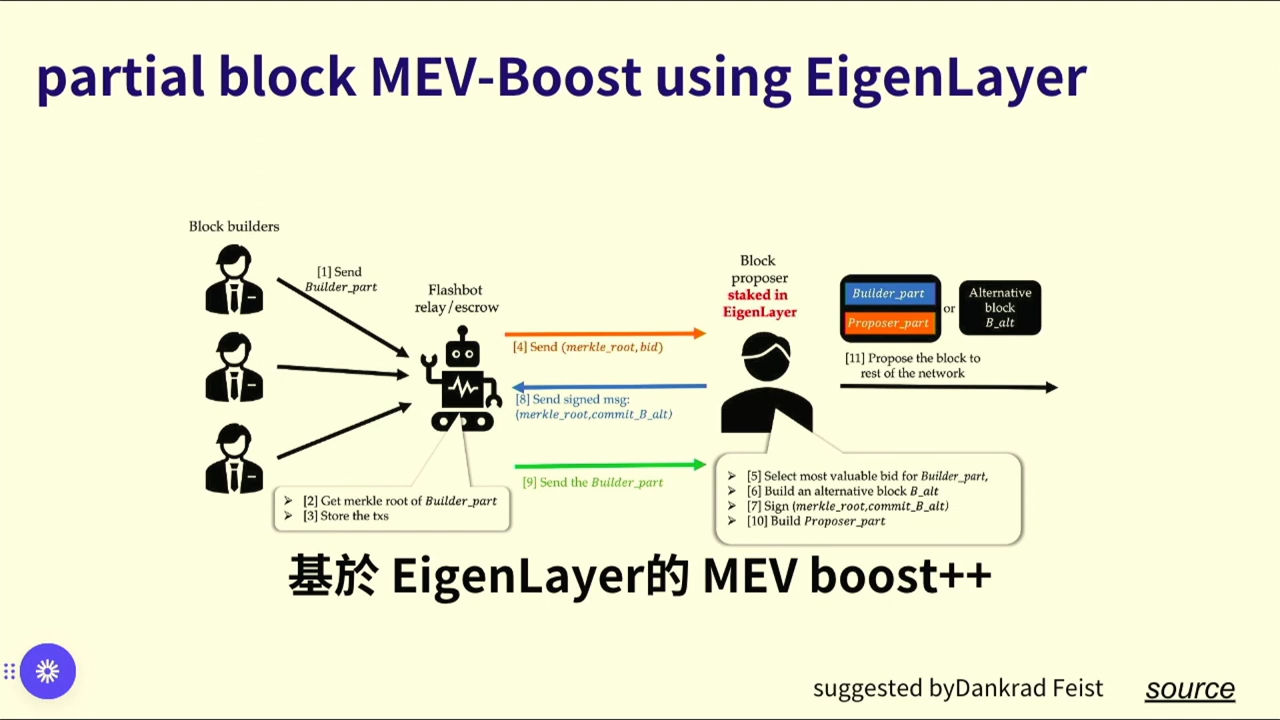 partial block MEV-Boost using EigenLayer
Block builders
[1] Send
Builder_part
Flashbot
relay/escrow
[2] Get merkle root of Builder_part
[3] Store the txs
[4] Send (merkle_root, bid)
[8] Send signed msg:
(merkle_root,commit_B_alt)
[9] Send the Builder_part
Block
proposer
staked in
EigenLayer
[5] Select most valuable bid for Builder_part,
[6] Build an alternative block B_alt
[7] Sign (merkle_root,commit_B_alt)
[10] Build Proposer_part
Builder_part
Proposer_part
or
Alternative
block
B_alt
[11] Propose the block to
rest of the network
基於 EigenLayer的 MEV boost++
suggested byDankrad Feist
source